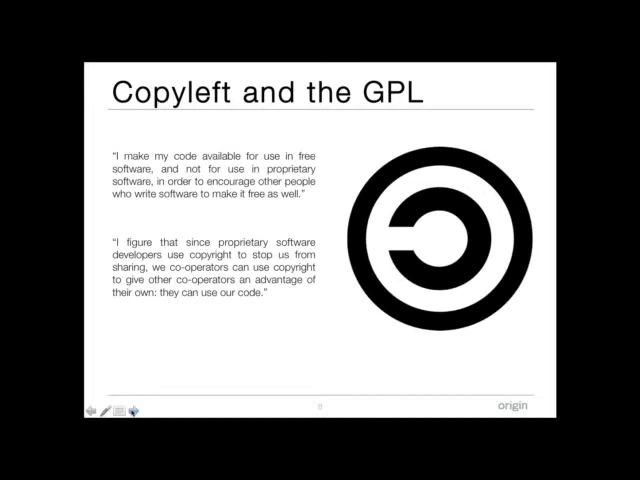 Copyleft and the GPL
“I make my code available for use in free
software, and not for use in proprietary
software, in order to encourage other people
who write software to make it free as well.”
“I figure that since proprietary software
developers use copyright to stop us from
sharing, we co-operators can use copyright
to give other co-operators an advantage of
their own: they can use our code.”
origin